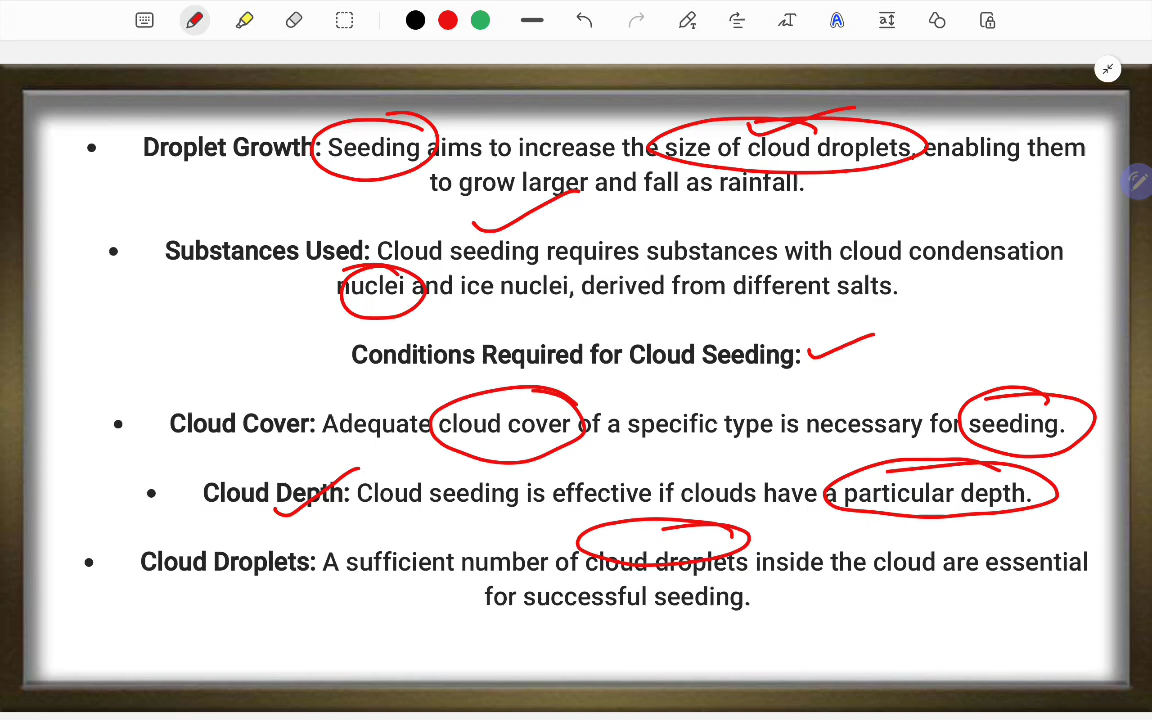 • Droplet Growth: Seeding aims to increase the size of cloud droplets, enabling them
to grow larger and fall as rainfall.
• Substances Used: Cloud seeding requires substances with cloud condensation
nuclei and ice nuclei, derived from different salts.
Conditions Required for Cloud Seeding:
• Cloud Cover: Adequate cloud cover of a specific type is necessary for seeding.
• Cloud Depth: Cloud seeding is effective if clouds have a particular depth.
• Cloud Droplets: A sufficient number of cloud droplets inside the cloud are essential
for successful seeding.